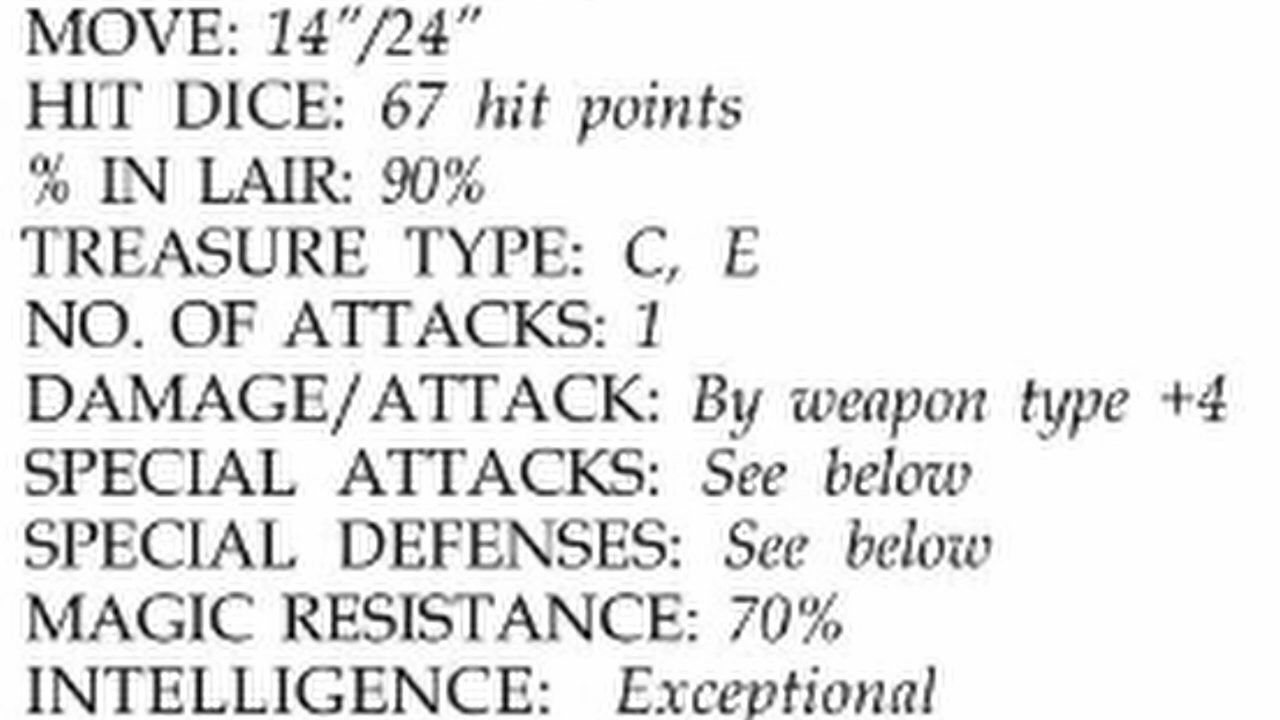 MOVE: 14"/24"
HIT DICE: 67 hit points
% IN LAIR: 90%
TREASURE TYPE: C, E
NO. OF ATTACKS: 1
DAMAGE/ATTACK: By weapon type +4
SPECIAL ATTACKS: See below
SPECIAL DEFENSES: See below
MAGIC RESISTANCE: 70%
INTELLIGENCE: Exceptional